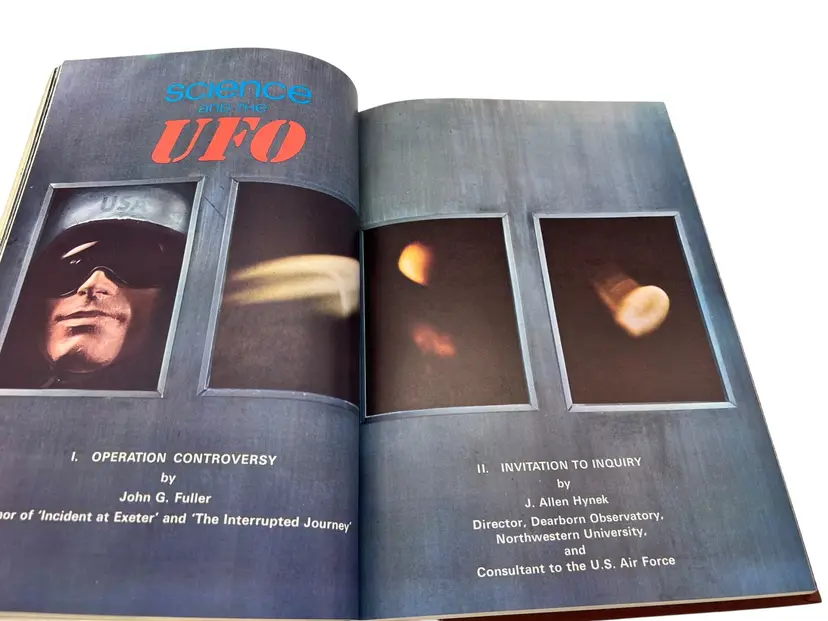 science
and the
UFO
USA
I. OPERATION CONTROVERSY
by
John G. Fuller
of ‘Incident at Exeter’ and ‘The Interrupted Journey’
II. INVITATION TO INQUIRY
by
J. Allen Hynek
Director, Dearborn Observatory,
Northwestern University,
and
Consultant to the U.S. Air Force